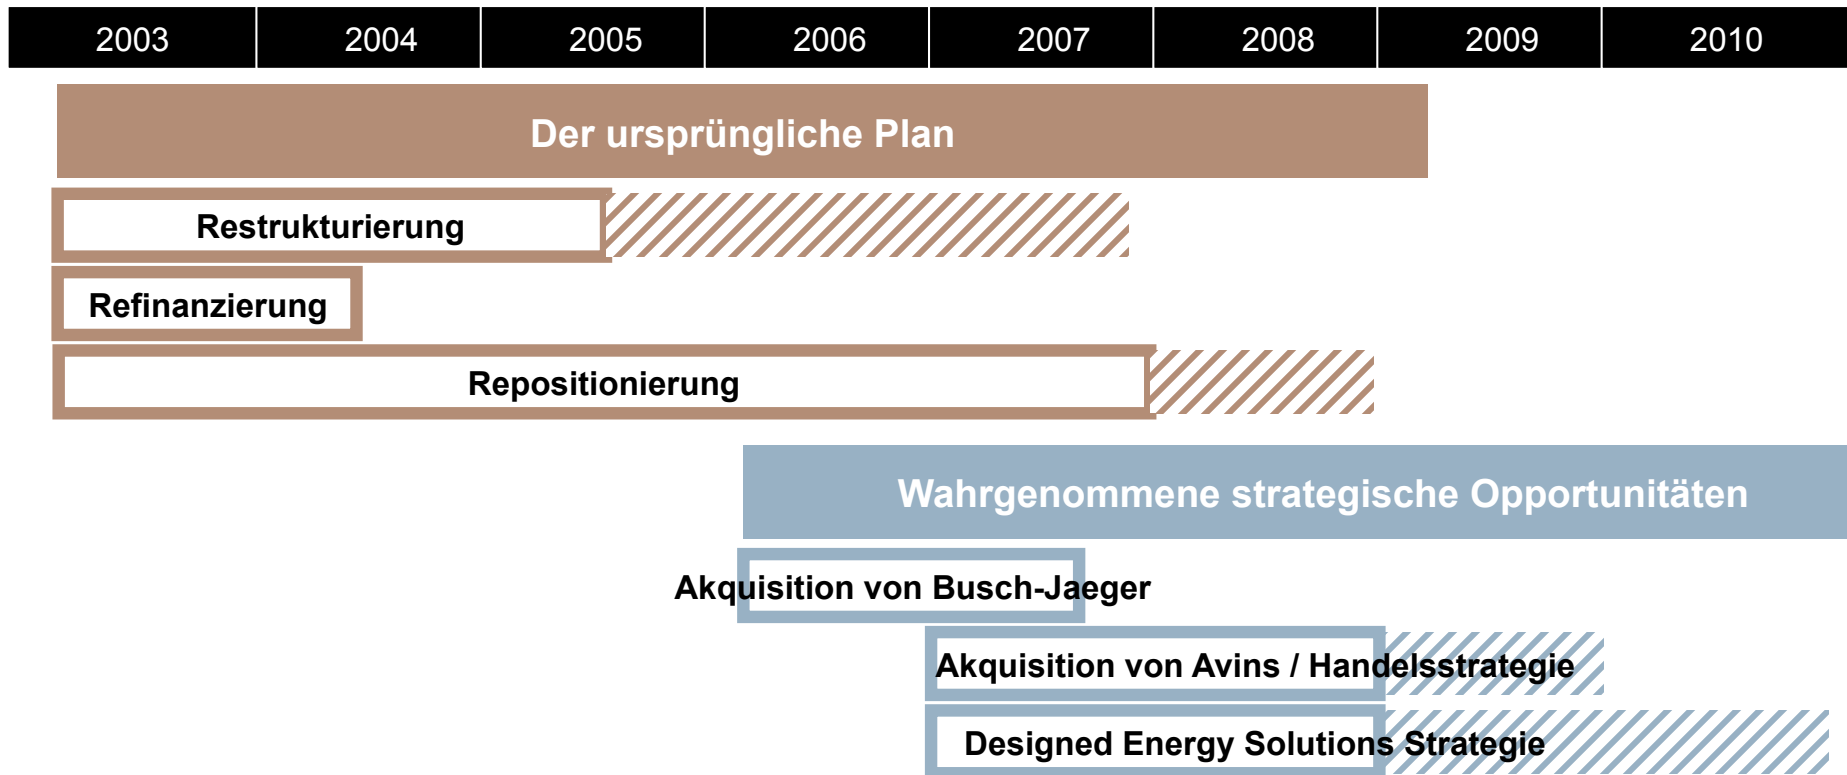 2003 2004 2005 2006 2007 2008 2009 2010
Der ursprüngliche Plan
Restrukturierung
Refinanzierung
Repositionierung
Wahrgenommene strategische Opportunitäten
Akquisition von Busch-Jaeger
Akquisition von Avins / Handelsstrategie
Designed Energy Solutions Strategie